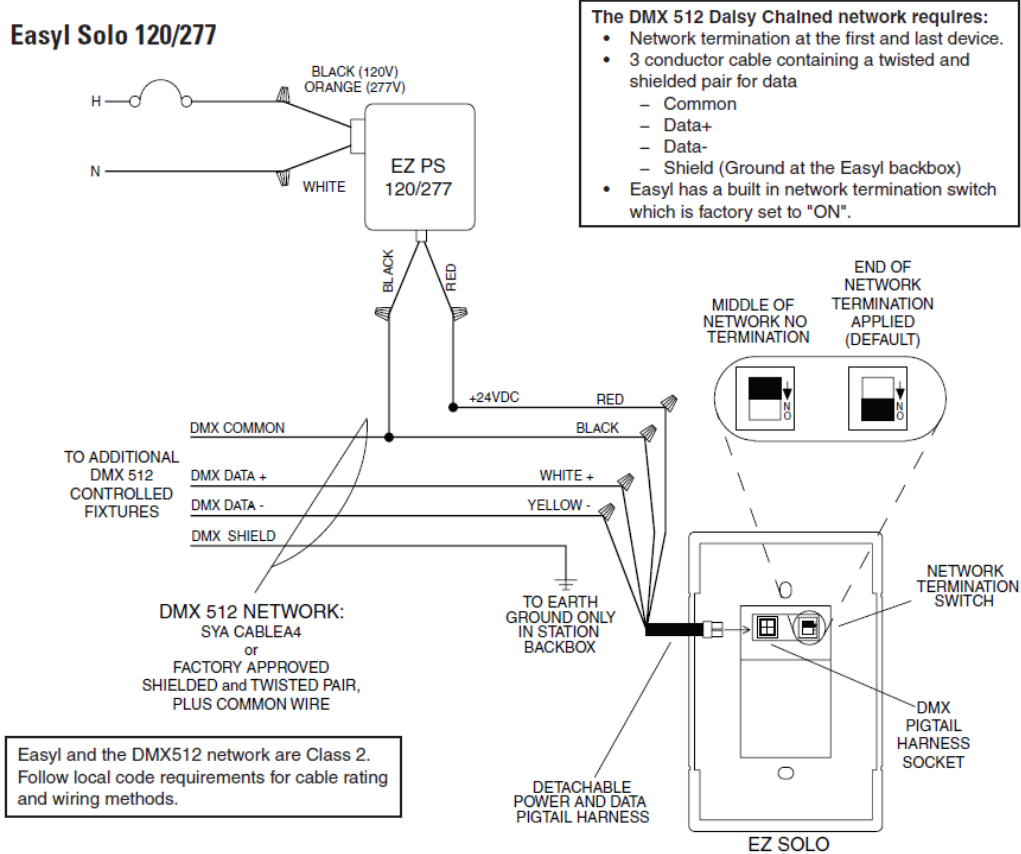 Easyl Solo 120/277
The DMX 512 Daisy Chained network requires:
• Network termination at the first and last device.
• 3 conductor cable containing a twisted and
shielded pair for data
– Common
– Data+
– Data-
– Shield (Ground at the Easyl backbox)
• Easyl has a built in network termination switch
which is factory set to "ON".
BLACK (120V)
ORANGE (277V)
H
N
WHITE
EZ PS
120/277
BLACK
RED
MIDDLE OF
NETWORK NO
TERMINATION
END OF
NETWORK
TERMINATION
APPLIED
(DEFAULT)
NO
NO
+24VDC
RED
DMX COMMON
BLACK
TO ADDITIONAL
DMX 512
CONTROLLED
FIXTURES
DMX DATA +
WHITE +
DMX DATA -
YELLOW -
DMX SHIELD
TO EARTH
GROUND ONLY
IN STATION
BACKBOX
DMX 512 NETWORK:
SYA CABLEA4
or
FACTORY APPROVED
SHIELDED and TWISTED PAIR,
PLUS COMMON WIRE
NETWORK
TERMINATION
SWITCH
DMX
PIGTAIL
HARNESS
SOCKET
DETACHABLE
POWER AND DATA
PIGTAIL HARNESS
EZ SOLO
Easyl and the DMX512 network are Class 2.
Follow local code requirements for cable rating
and wiring methods.